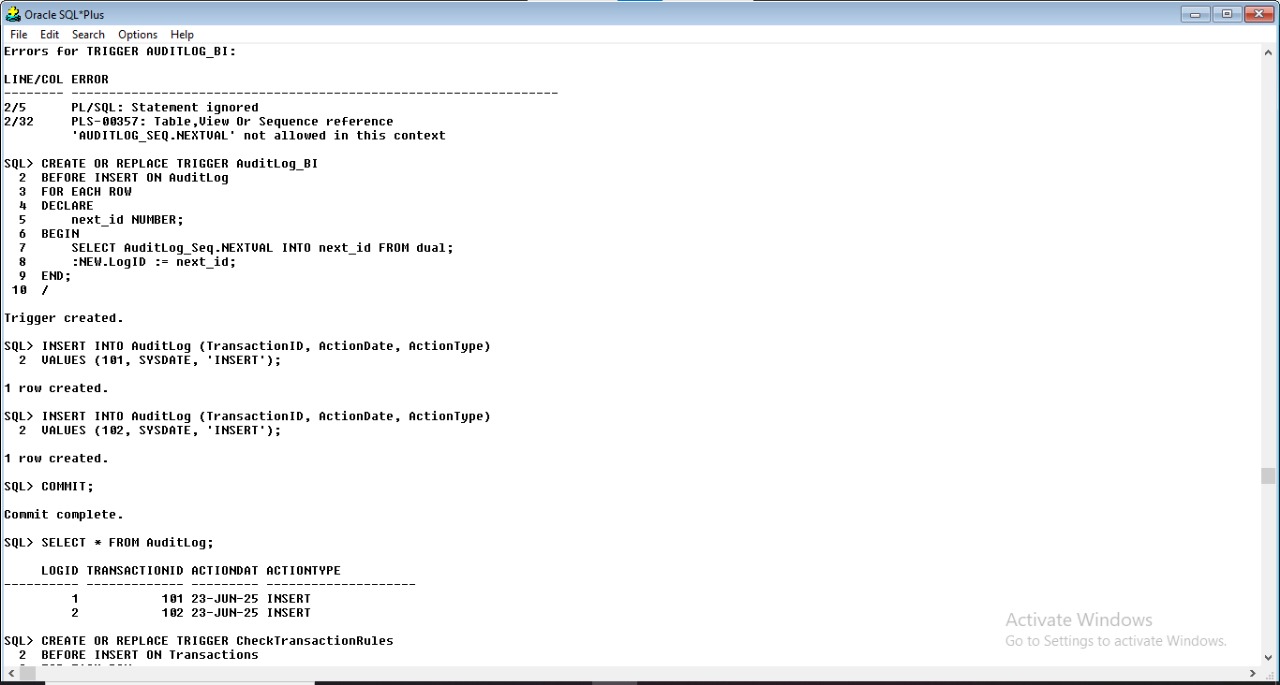 Oracle SQL*Plus
File Edit Search Options Help
Errors for TRIGGER AUDITLOG_BI:
LINE/COL ERROR
-------- -----------------------------------------------------------------
2/5      PL/SQL: Statement ignored
2/32     PLS-00357: Table,View Or Sequence reference
         'AUDITLOG_SEQ.NEXTVAL' not allowed in this context
SQL> CREATE OR REPLACE TRIGGER AuditLog_BI
  2  BEFORE INSERT ON AuditLog
  3  FOR EACH ROW
  4  DECLARE
  5      next_id NUMBER;
  6  BEGIN
  7      SELECT AuditLog_Seq.NEXTVAL INTO next_id FROM dual;
  8      :NEW.LogID := next_id;
  9  END;
 10  /
Trigger created.
SQL> INSERT INTO AuditLog (TransactionID, ActionDate, ActionType)
  2  VALUES (101, SYSDATE, 'INSERT');
1 row created.
SQL> INSERT INTO AuditLog (TransactionID, ActionDate, ActionType)
  2  VALUES (102, SYSDATE, 'INSERT');
1 row created.
SQL> COMMIT;
Commit complete.
SQL> SELECT * FROM AuditLog;
     LOGID TRANSACTIONID ACTIONDAT ACTIONTYPE
---------- ------------- --------- --------------------
         1           101 23-JUN-25 INSERT
         2           102 23-JUN-25 INSERT
SQL> CREATE OR REPLACE TRIGGER CheckTransactionRules
  2  BEFORE INSERT ON Transactions
Activate Windows
Go to Settings to activate Windows.